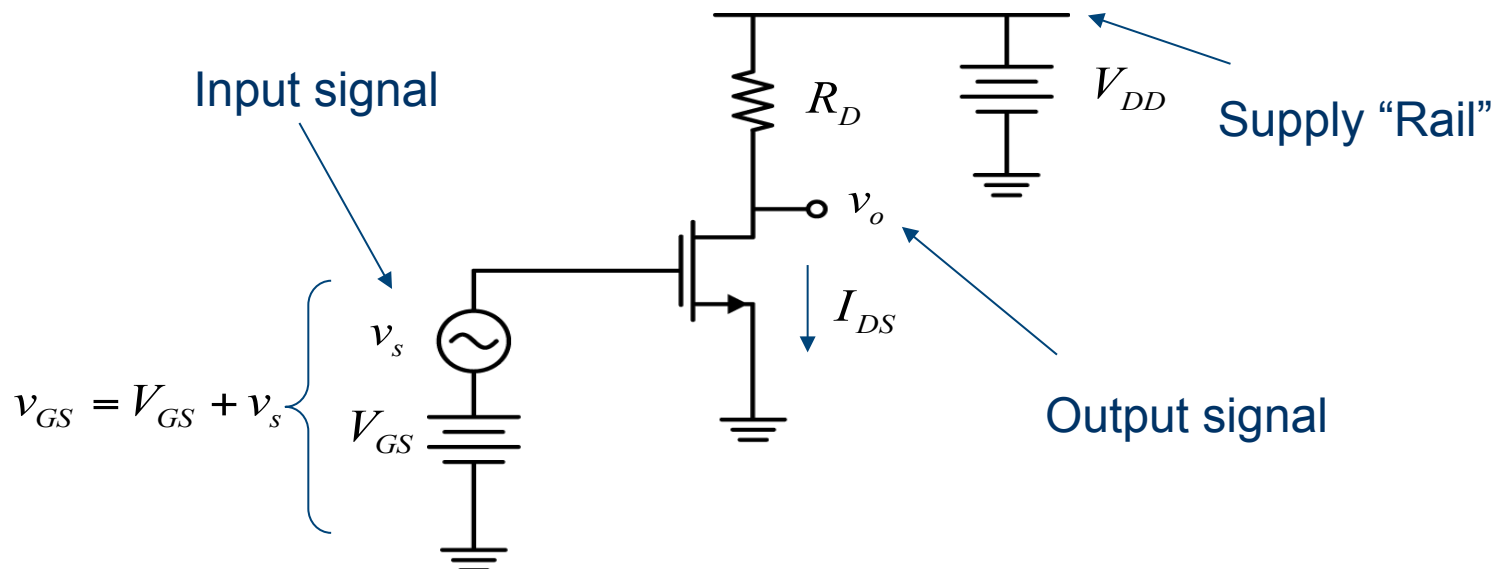 Input signal
R_D
V_DD
Supply “Rail”
v_o
v_s
I_DS
v_GS = V_GS + v_s
V_GS
Output signal